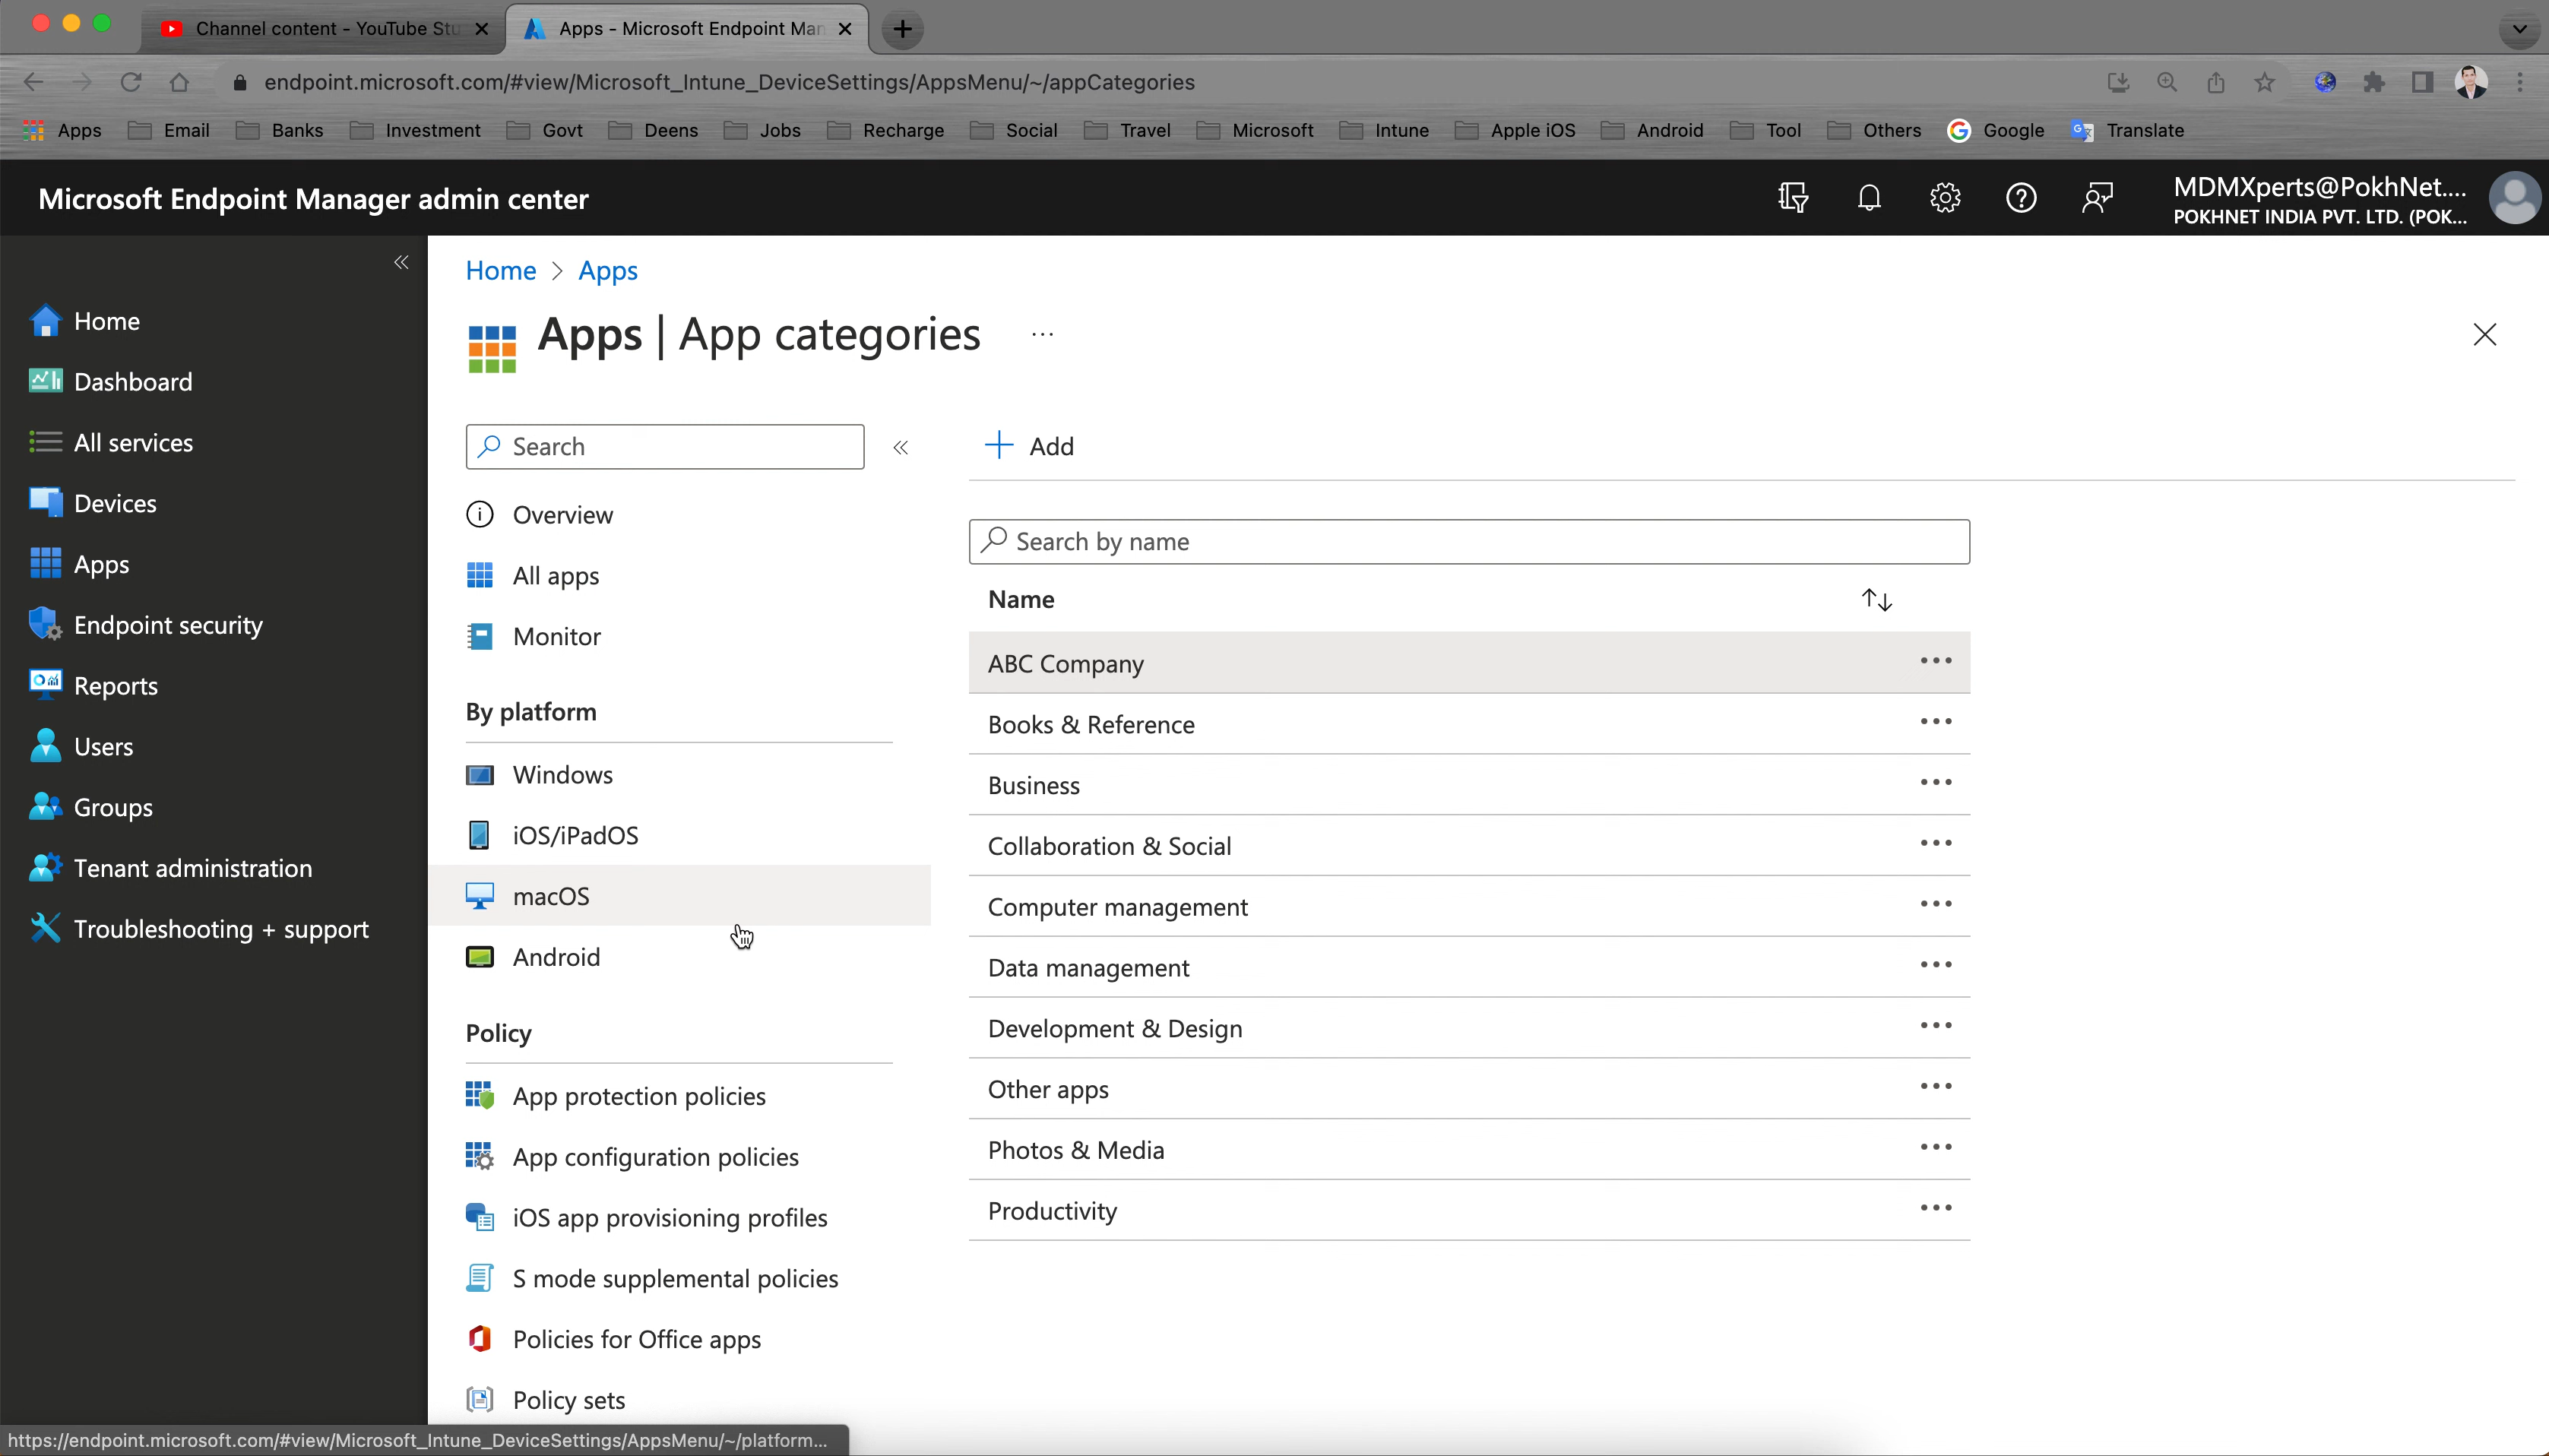 Channel content - YouTube Stu
Apps - Microsoft Endpoint Man
endpoint.microsoft.com/#view/Microsoft_Intune_DeviceSettings/AppsMenu/~/appCategories
Apps Email Banks Investment Govt Deens Jobs Recharge Social Travel Microsoft Intune Apple iOS Android Tool Others Google Translate
Microsoft Endpoint Manager admin center
MDMXperts@PokhNet....
POKHNET INDIA PVT. LTD. (POK...
Home
Dashboard
All services
Devices
Apps
Endpoint security
Reports
Users
Groups
Tenant administration
Troubleshooting + support
Home > Apps
Apps | App categories ...
Search
Overview
All apps
Monitor
By platform
Windows
iOS/iPadOS
macOS
Android
Policy
App protection policies
App configuration policies
iOS app provisioning profiles
S mode supplemental policies
Policies for Office apps
Policy sets
Add
Search by name
Name
ABC Company
Books & Reference
Business
Collaboration & Social
Computer management
Data management
Development & Design
Other apps
Photos & Media
Productivity
https://endpoint.microsoft.com/#view/Microsoft_Intune_DeviceSettings/AppsMenu/~/platform...